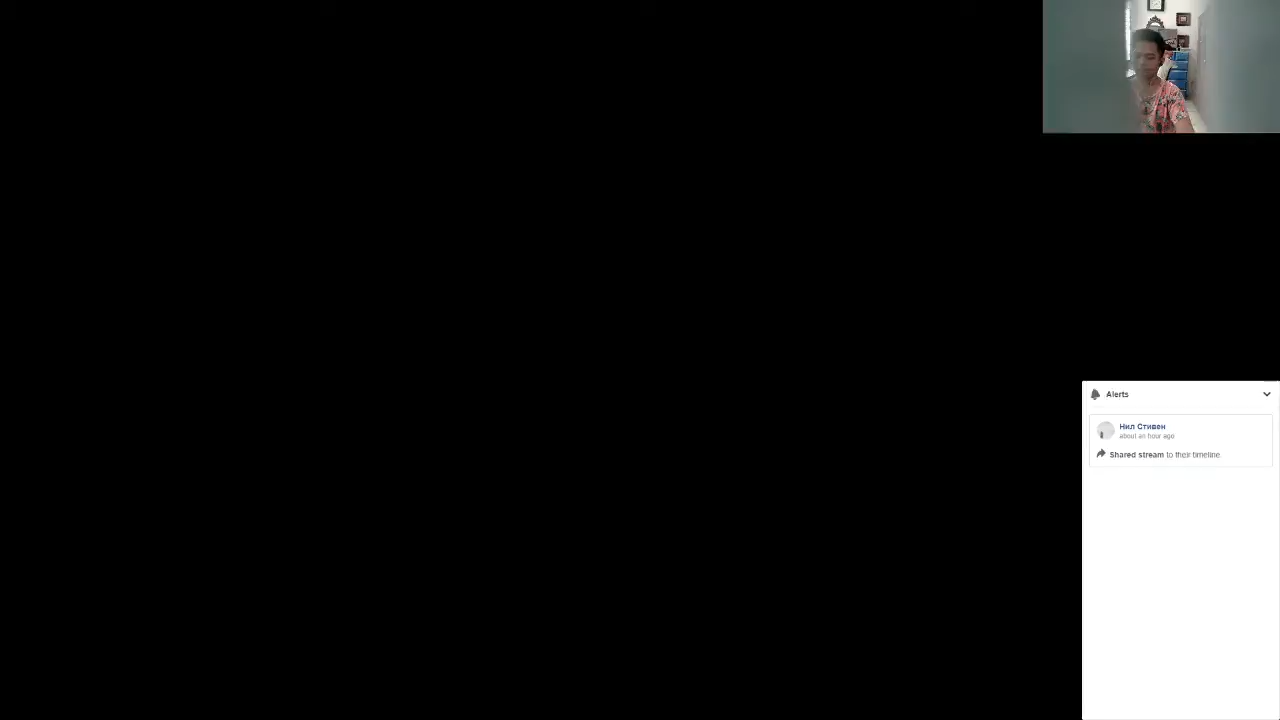 Alerts
Нил Стивен
about an hour ago
Shared stream to their timeline.